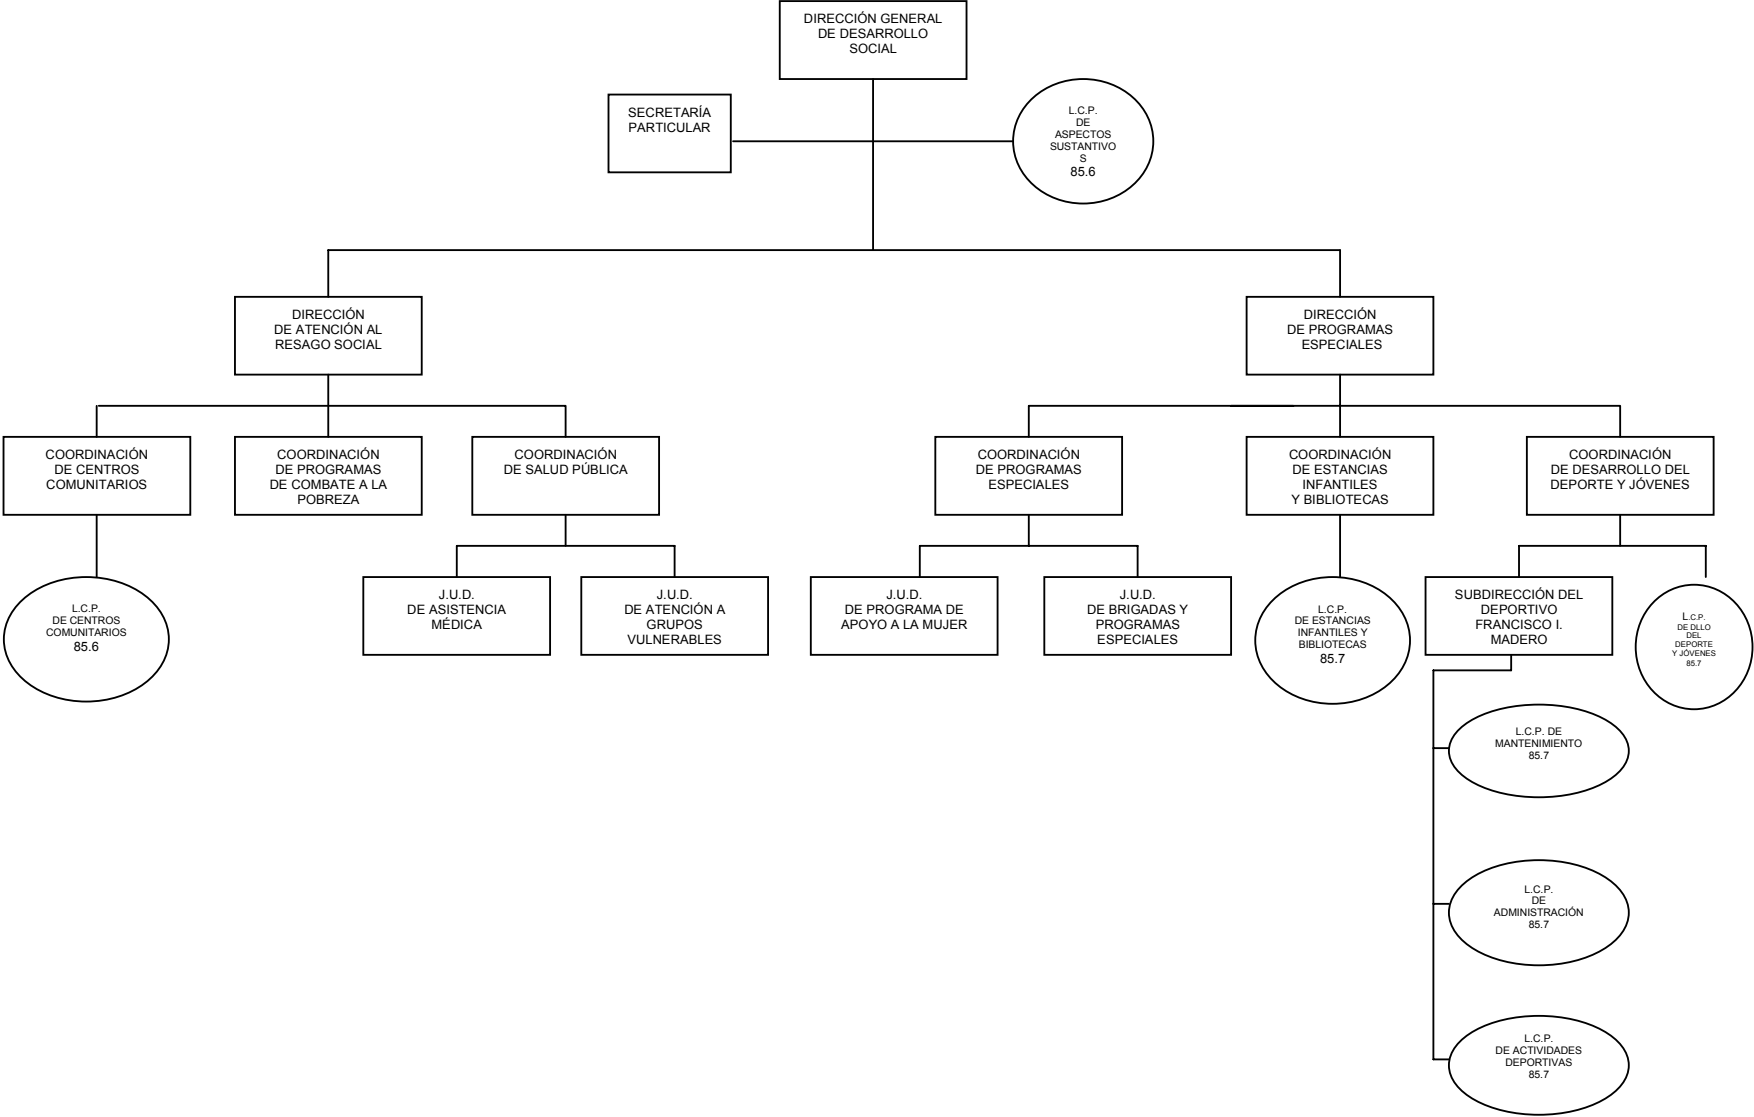 DIRECCIÓN GENERAL
DE DESARROLLO
SOCIAL
SECRETARÍA
PARTICULAR
L.C.P.
DE
ASPECTOS
SUSTANTIVO
S
85.6
DIRECCIÓN
DE ATENCIÓN AL
RESAGO SOCIAL
DIRECCIÓN
DE PROGRAMAS
ESPECIALES
COORDINACIÓN
DE CENTROS
COMUNITARIOS
COORDINACIÓN
DE PROGRAMAS
DE COMBATE A LA
POBREZA
COORDINACIÓN
DE SALUD PÚBLICA
COORDINACIÓN
DE PROGRAMAS
ESPECIALES
COORDINACIÓN
DE ESTANCIAS
INFANTILES
Y BIBLIOTECAS
COORDINACIÓN
DE DESARROLLO DEL
DEPORTE Y JÓVENES
L.C.P.
DE CENTROS
COMUNITARIOS
85.6
J.U.D.
DE ASISTENCIA
MÉDICA
J.U.D.
DE ATENCIÓN A
GRUPOS
VULNERABLES
J.U.D.
DE PROGRAMA DE
APOYO A LA MUJER
J.U.D.
DE BRIGADAS Y
PROGRAMAS
ESPECIALES
L.C.P.
DE ESTANCIAS
INFANTILES Y
BIBLIOTECAS
85.7
SUBDIRECCIÓN DEL
DEPORTIVO
FRANCISCO I.
MADERO
L.C.P.
DE DLLO
DEL
DEPORTE
Y JÓVENES
85.7
L.C.P. DE
MANTENIMIENTO
85.7
L.C.P.
DE
ADMINISTRACIÓN
85.7
L.C.P.
DE ACTIVIDADES
DEPORTIVAS
85.7